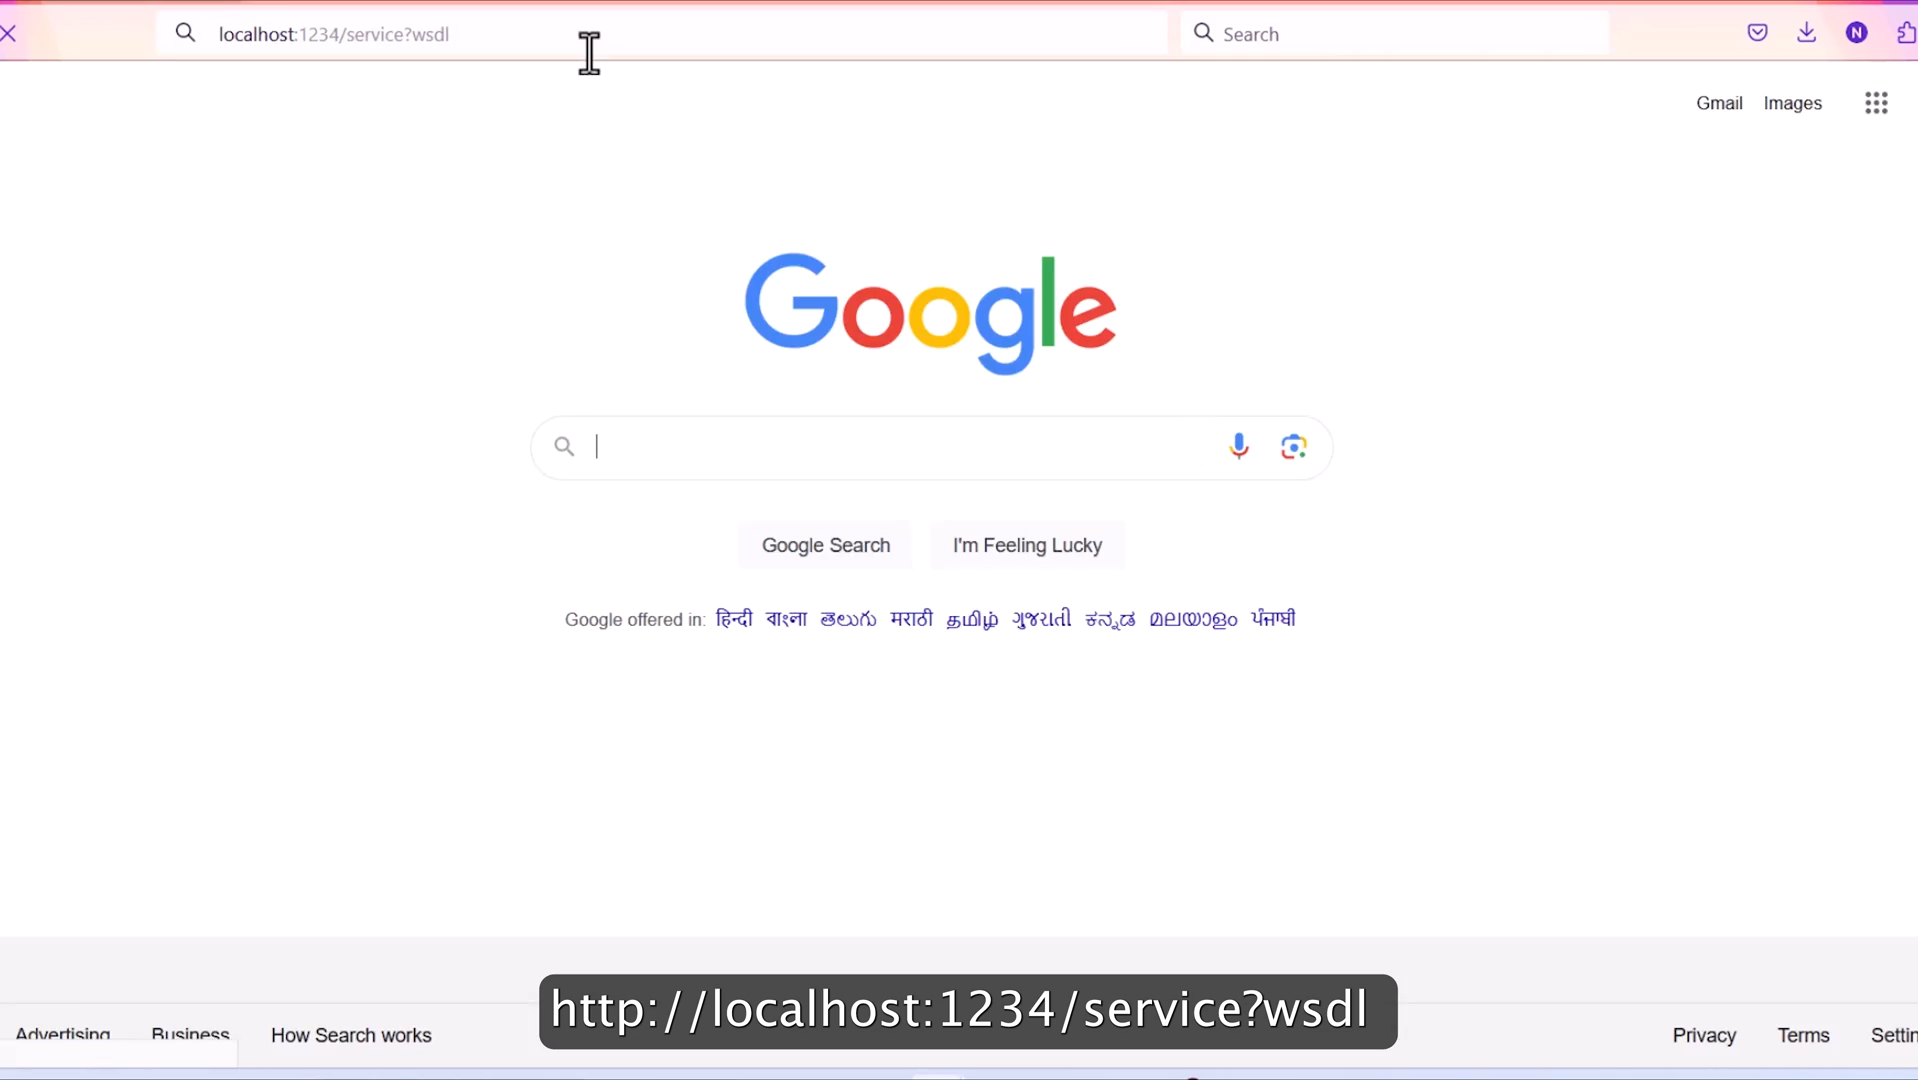 localhost:1234/service?wsdl
Search
N
Gmail Images
Google
Google Search
I'm Feeling Lucky
Google offered in: हिन्दी বাংলা తెలుగు मराठी தமிழ் ગુજરાતી ಕನ್ನಡ മലയാളം ਪੰਜਾਬੀ
http://localhost:1234/service?wsdl
Advertising Business How Search works
Privacy Terms Settin